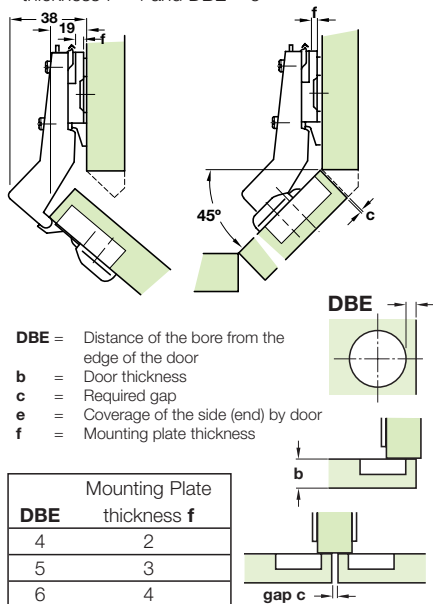 38
19
f
f
45º
c
DBE
DBE = Distance of the bore from the
edge of the door
b = Door thickness
c = Required gap
e = Coverage of the side (end) by door
f = Mounting plate thickness
b
Mounting Plate
DBE thickness f
4 2
5 3
6 4
gap c